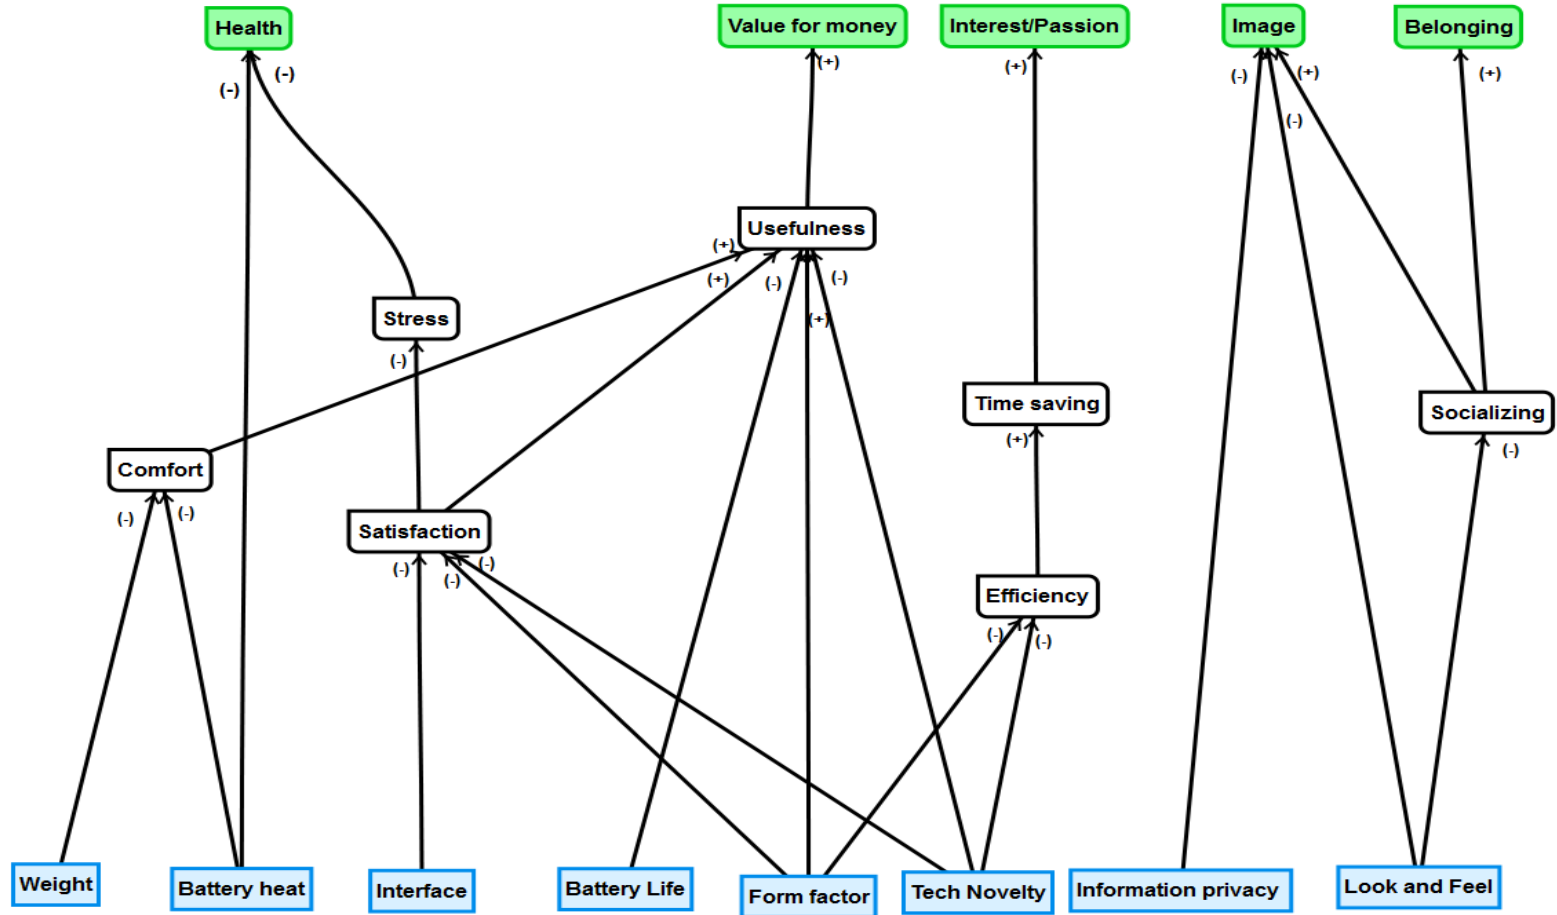 Health
Value for money
Interest/Passion
Image
Belonging
(-)
(-)
(+)
(+)
(-)
(+)
(-)
(+)
Usefulness
(+)
(+)
(-)
(-)
(+)
Stress
(-)
Time saving
(+)
Socializing
(-)
Comfort
(-)
(-)
Satisfaction
(-)
(-)
(-)
Efficiency
(-)
(-)
Weight
Battery heat
Interface
Battery Life
Form factor
Tech Novelty
Information privacy
Look and Feel